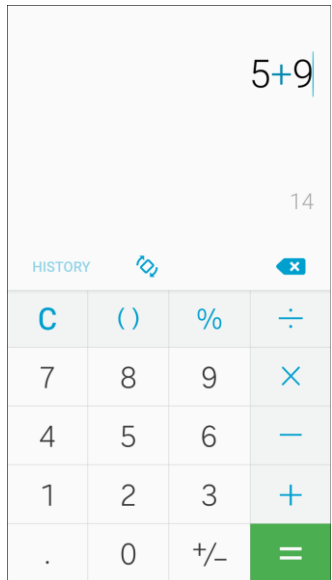 5+9
14
HISTORY
C ( ) % ÷
7 8 9 ×
4 5 6 −
1 2 3 +
. 0 +/− =